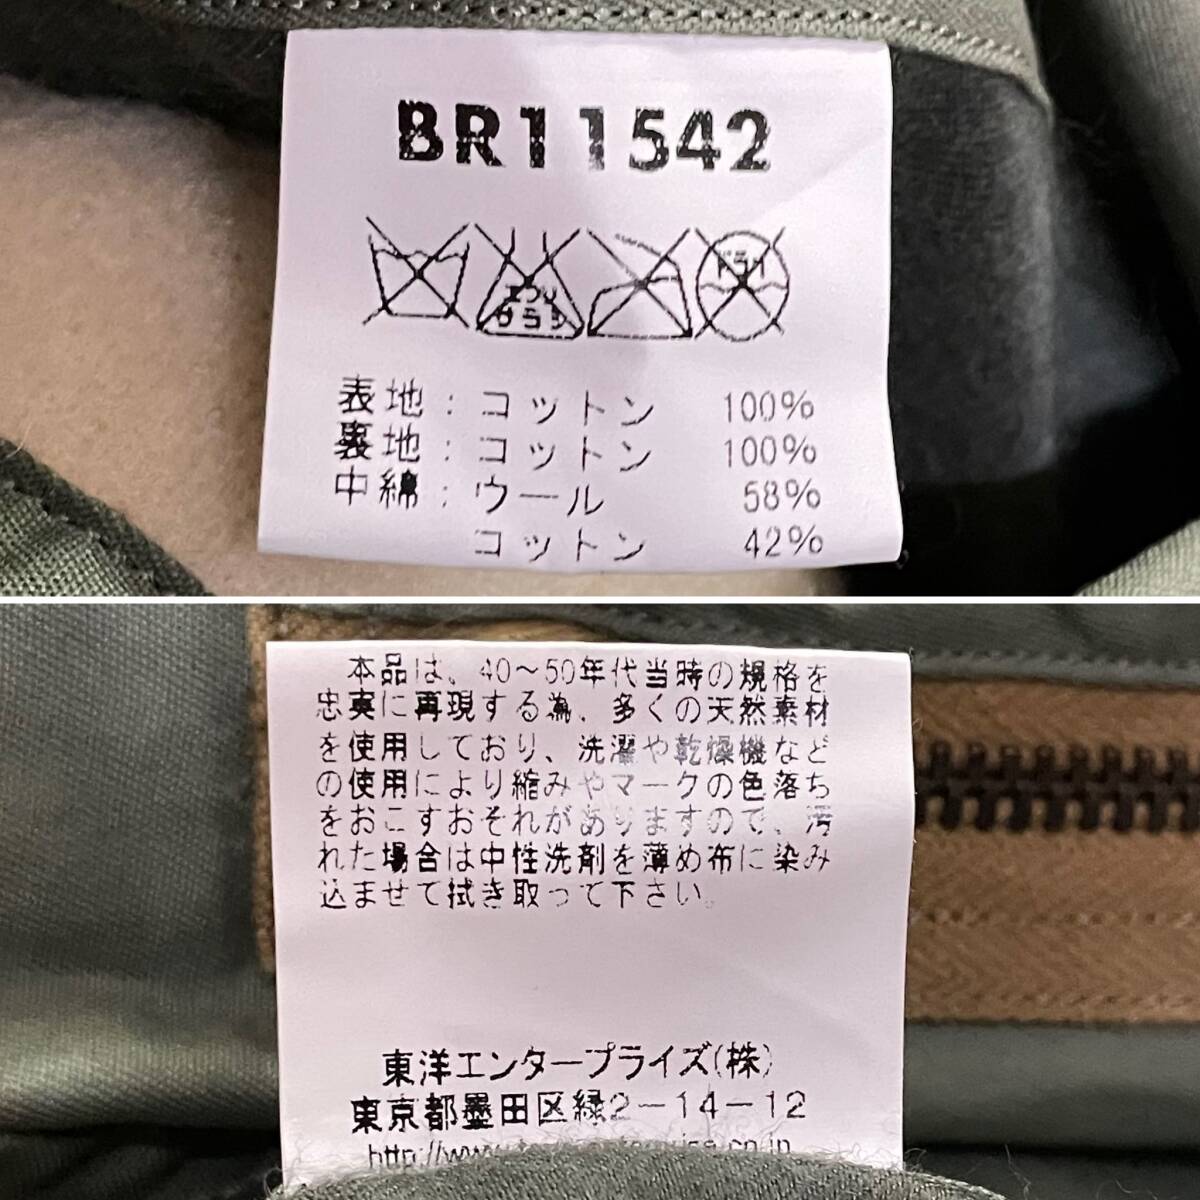 BR11542
エンソ
サラシ
ドライ
表地：コットン 100%
裏地：コットン 100%
中綿：ウール 58%
コットン 42%
本品は、40～50年代当時の規格を
忠実に再現する為、多くの天然素材
を使用しており、洗濯や乾燥機など
の使用により縮みやマークの色落ち
をおこすおそれがありますので、汚
れた場合は中性洗剤を薄め布に染み
込ませて拭き取って下さい。
東洋エンタープライズ(株)
東京都墨田区緑2-14-12